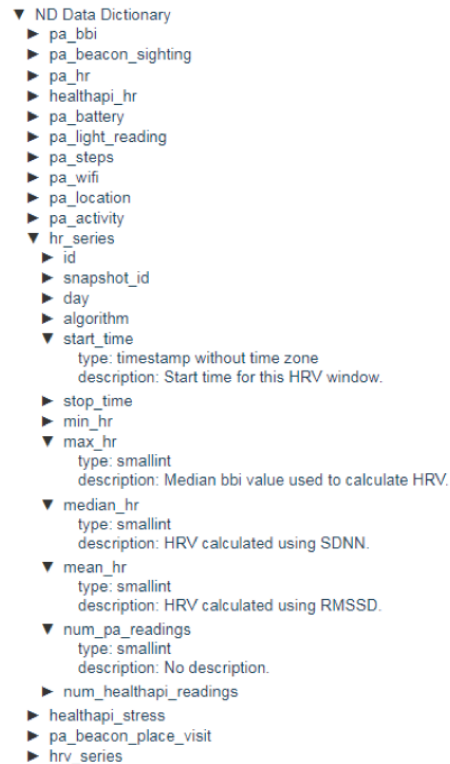 ND Data Dictionary
pa_bbi
pa_beacon_sighting
pa_hr
healthapi_hr
pa_battery
pa_light_reading
pa_steps
pa_wifi
pa_location
pa_activity
hr_series
id
snapshot_id
day
algorithm
start_time
type: timestamp without time zone
description: Start time for this HRV window.
stop_time
min_hr
max_hr
type: smallint
description: Median bbi value used to calculate HRV.
median_hr
type: smallint
description: HRV calculated using SDNN.
mean_hr
type: smallint
description: HRV calculated using RMSSD.
num_pa_readings
type: smallint
description: No description.
num_healthapi_readings
healthapi_stress
pa_beacon_place_visit
hrv_series